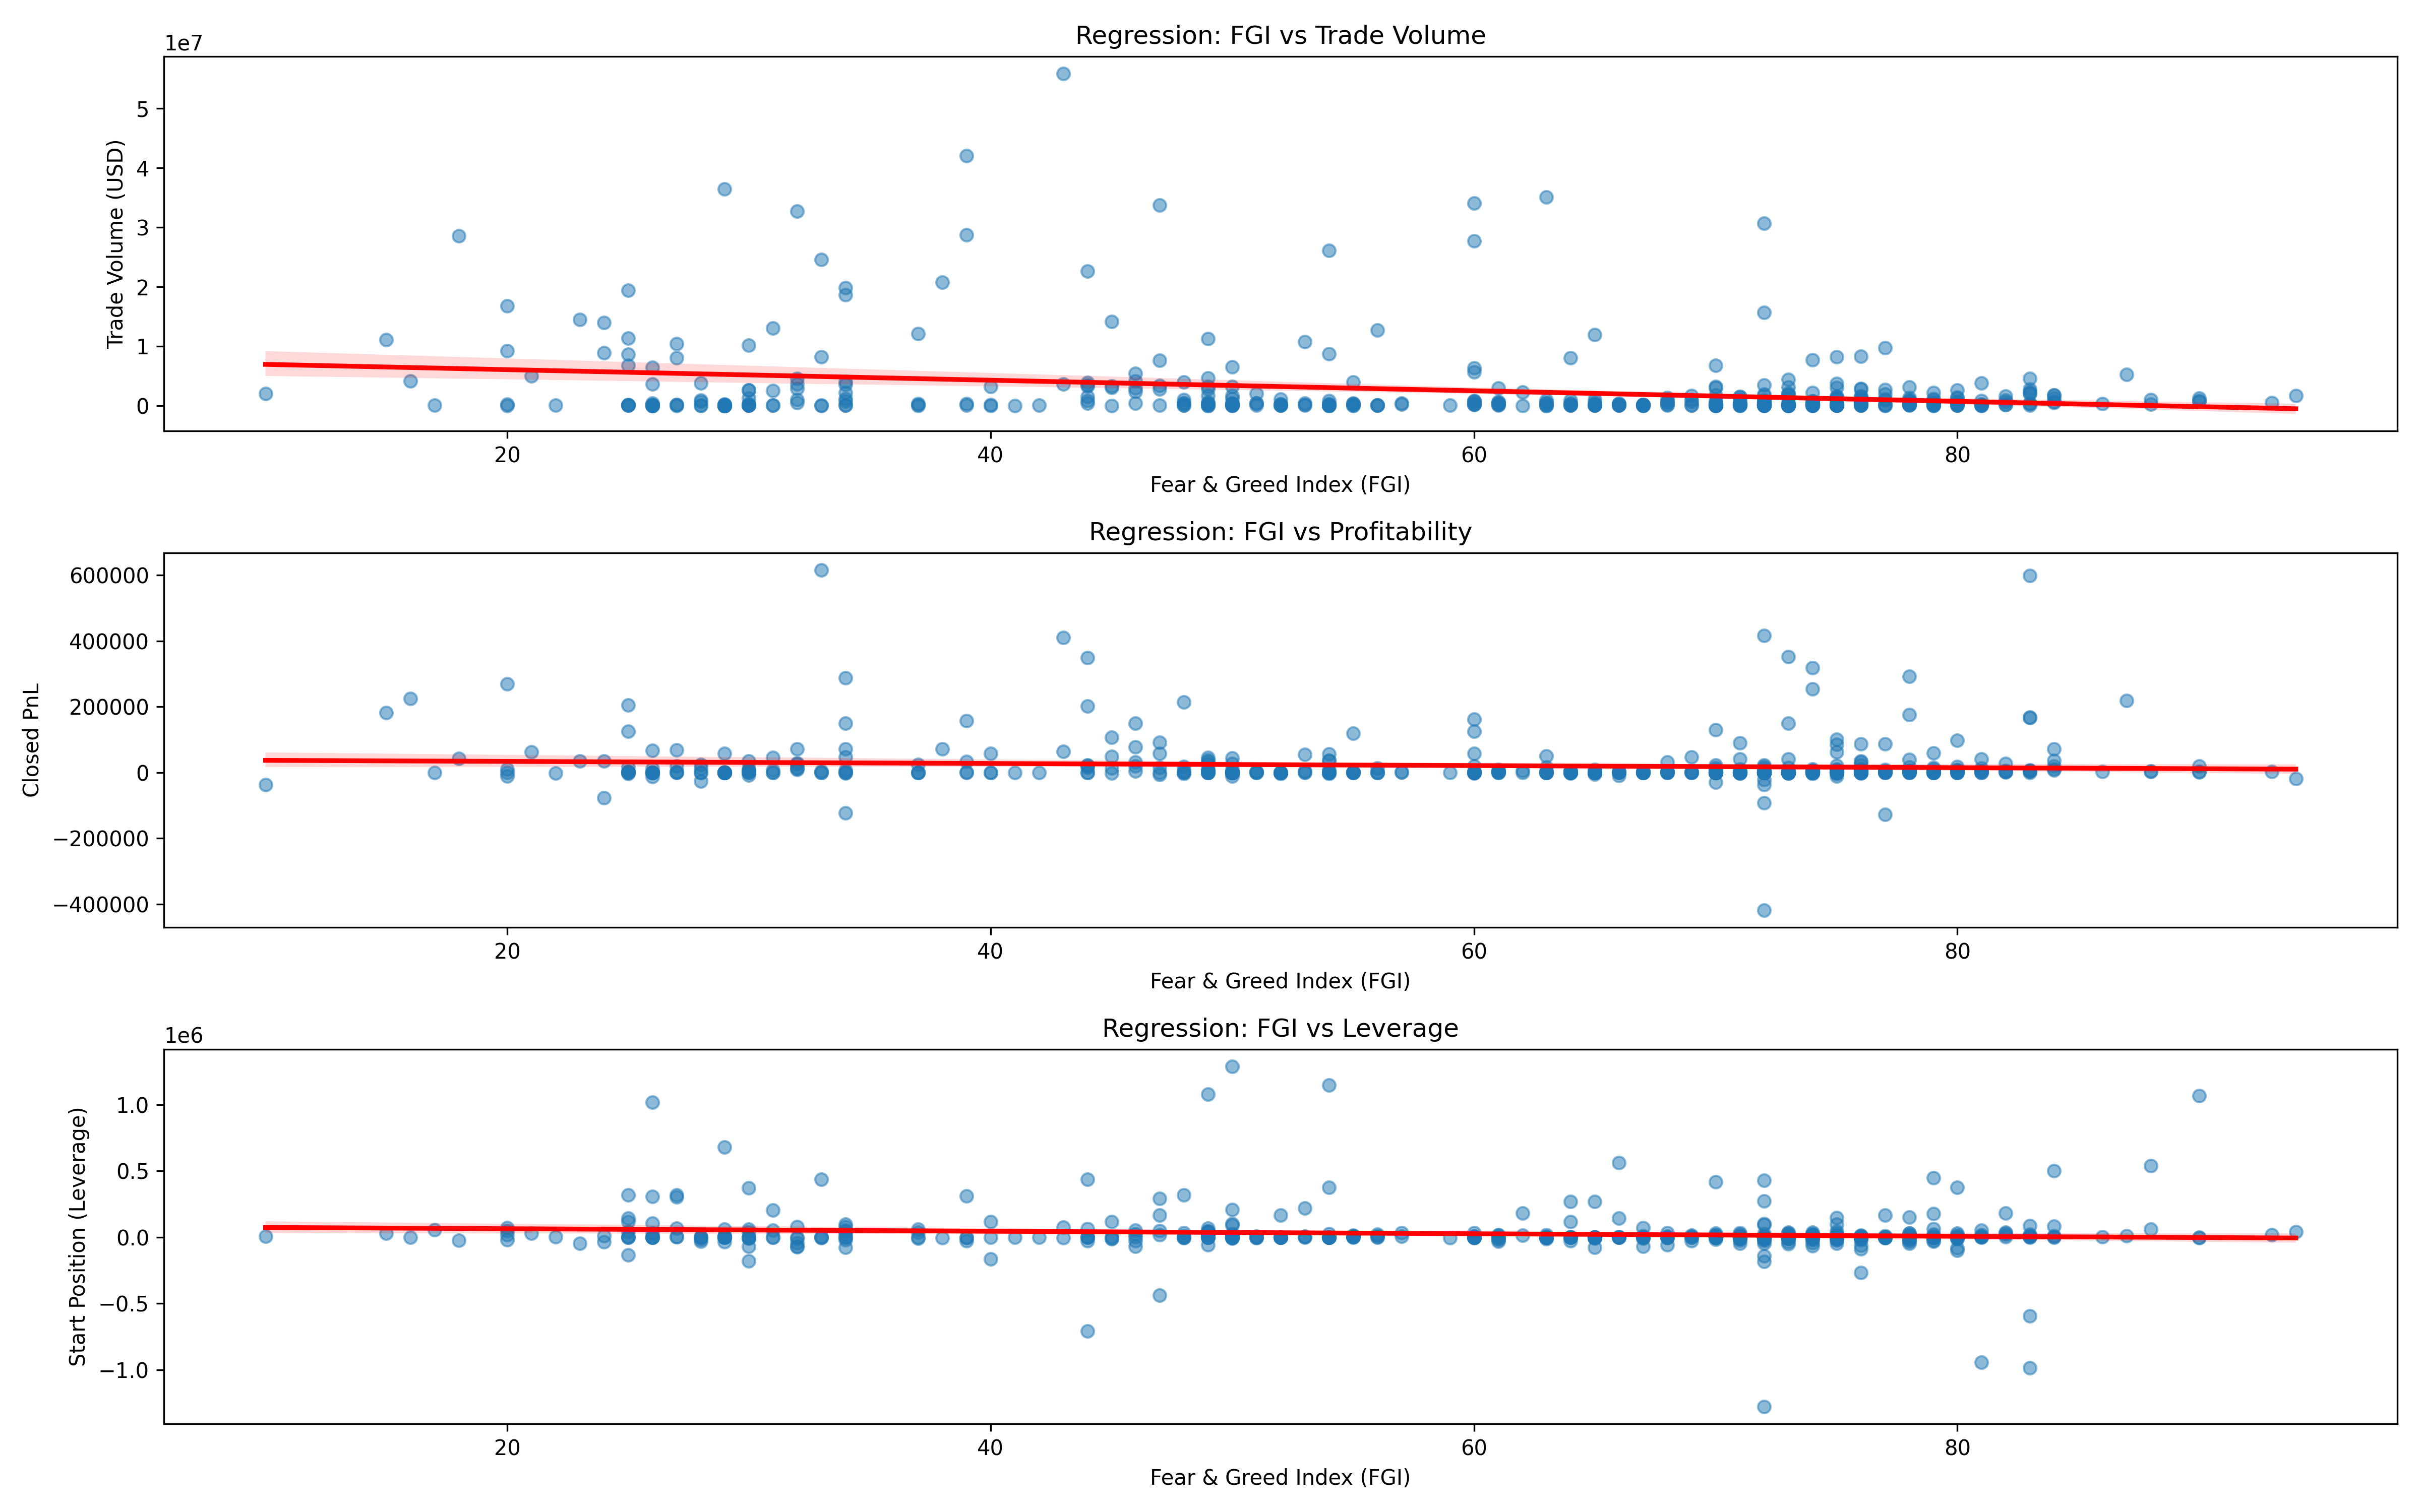 Regression: FGI vs Trade Volume
1e7
Trade Volume (USD)
5
4
3
2
1
0
20 40 60 80
Fear & Greed Index (FGI)
Regression: FGI vs Profitability
Closed PnL
600000
400000
200000
0
−200000
−400000
20 40 60 80
Fear & Greed Index (FGI)
Regression: FGI vs Leverage
1e6
Start Position (Leverage)
1.0
0.5
0.0
−0.5
−1.0
20 40 60 80
Fear & Greed Index (FGI)